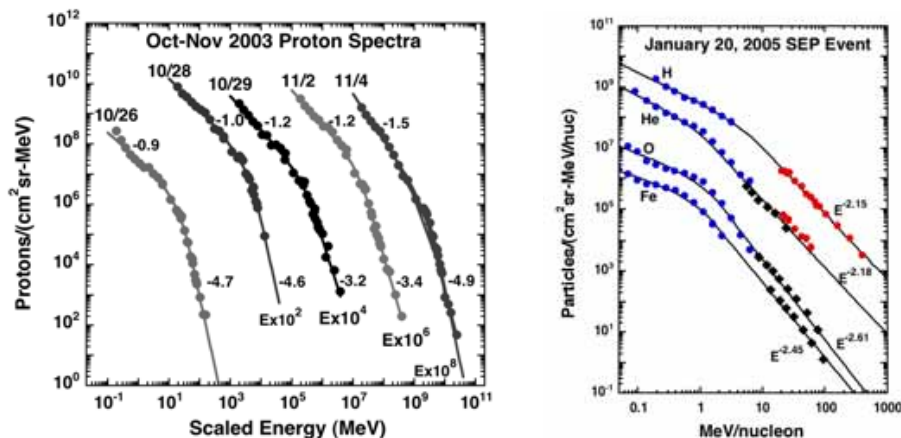 Oct-Nov 2003 Proton Spectra
Protons/(cm² sr-MeV)
10¹²
10¹⁰
10⁸
10⁶
10⁴
10²
10⁰
10/26
10/28
10/29
11/2
11/4
-0.9
-1.0
-1.2
-1.2
-1.5
-4.7
-4.6
-3.2
-3.4
-4.9
Ex10²
Ex10⁴
Ex10⁶
Ex10⁸
10⁻¹ 10¹ 10³ 10⁵ 10⁷ 10⁹ 10¹¹
Scaled Energy (MeV)
January 20, 2005 SEP Event
Particles/(cm² sr-MeV/nuc)
10¹¹
10⁹
10⁷
10⁵
10³
10¹
10⁻¹
H
He
O
Fe
E⁻²·¹⁵
E⁻²·¹⁸
E⁻²·⁶¹
E⁻²·⁴⁵
0.1 1 10 100 1000
MeV/nucleon